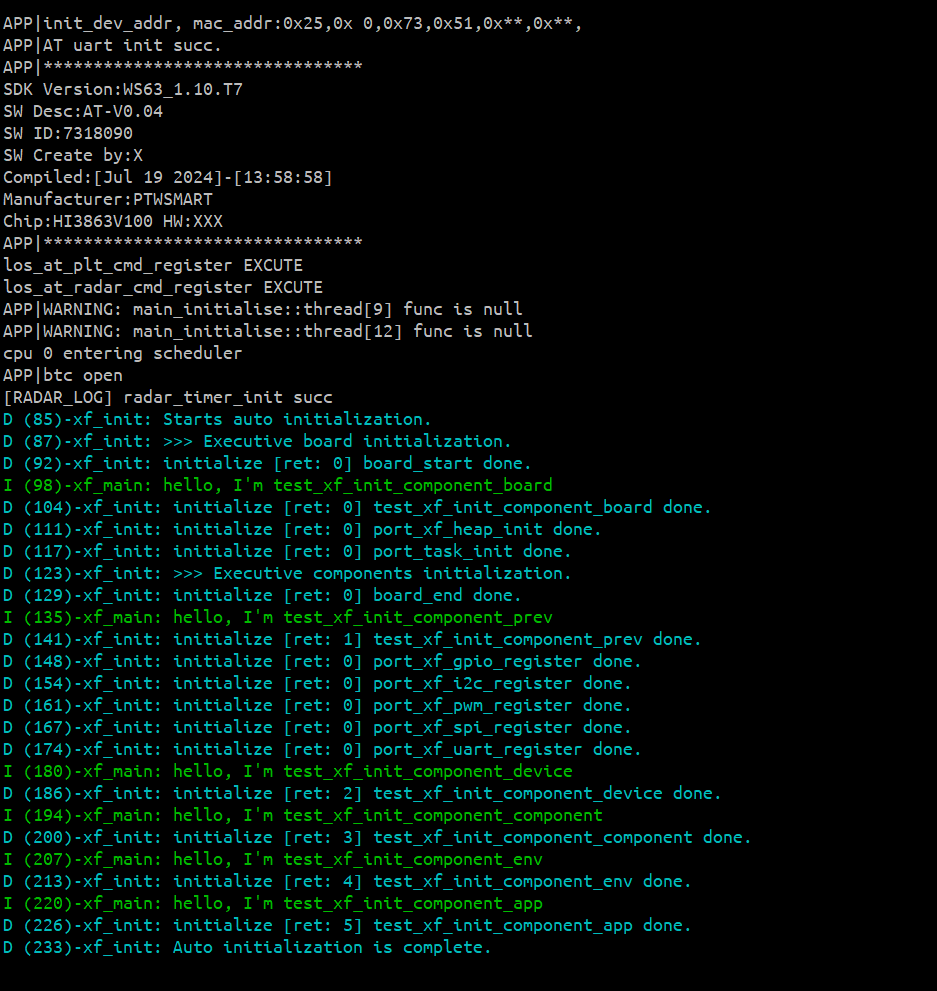 APP|init_dev_addr, mac_addr:0x25,0x 0,0x73,0x51,0x**,0x**,
APP|AT uart init succ.
APP|********************************
SDK Version:WS63_1.10.T7
SW Desc:AT-V0.04
SW ID:7318090
SW Create by:X
Compiled:[Jul 19 2024]-[13:58:58]
Manufacturer:PTWSMART
Chip:HI3863V100 HW:XXX
APP|********************************
los_at_plt_cmd_register EXCUTE
los_at_radar_cmd_register EXCUTE
APP|WARNING: main_initialise::thread[9] func is null
APP|WARNING: main_initialise::thread[12] func is null
cpu 0 entering scheduler
APP|btc open
[RADAR_LOG] radar_timer_init succ
D (85)-xf_init: Starts auto initialization.
D (87)-xf_init: >>> Executive board initialization.
D (92)-xf_init: initialize [ret: 0] board_start done.
I (98)-xf_main: hello, I'm test_xf_init_component_board
D (104)-xf_init: initialize [ret: 0] test_xf_init_component_board done.
D (111)-xf_init: initialize [ret: 0] port_xf_heap_init done.
D (117)-xf_init: initialize [ret: 0] port_task_init done.
D (123)-xf_init: >>> Executive components initialization.
D (129)-xf_init: initialize [ret: 0] board_end done.
I (135)-xf_main: hello, I'm test_xf_init_component_prev
D (141)-xf_init: initialize [ret: 1] test_xf_init_component_prev done.
D (148)-xf_init: initialize [ret: 0] port_xf_gpio_register done.
D (154)-xf_init: initialize [ret: 0] port_xf_i2c_register done.
D (161)-xf_init: initialize [ret: 0] port_xf_pwm_register done.
D (167)-xf_init: initialize [ret: 0] port_xf_spi_register done.
D (174)-xf_init: initialize [ret: 0] port_xf_uart_register done.
I (180)-xf_main: hello, I'm test_xf_init_component_device
D (186)-xf_init: initialize [ret: 2] test_xf_init_component_device done.
I (194)-xf_main: hello, I'm test_xf_init_component_component
D (200)-xf_init: initialize [ret: 3] test_xf_init_component_component done.
I (207)-xf_main: hello, I'm test_xf_init_component_env
D (213)-xf_init: initialize [ret: 4] test_xf_init_component_env done.
I (220)-xf_main: hello, I'm test_xf_init_component_app
D (226)-xf_init: initialize [ret: 5] test_xf_init_component_app done.
D (233)-xf_init: Auto initialization is complete.